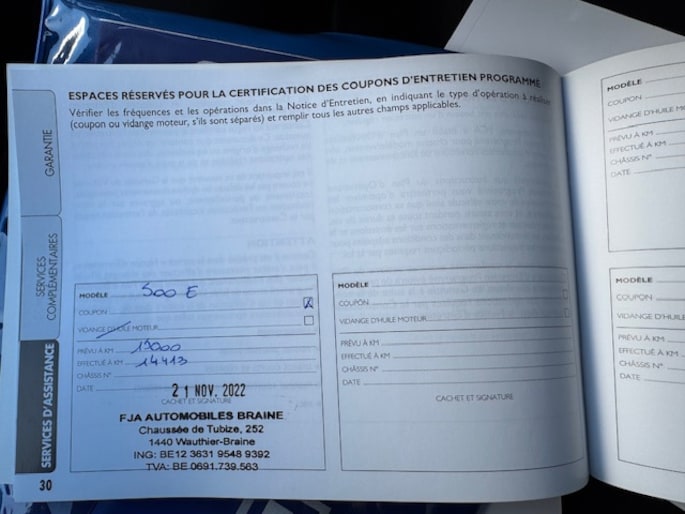 ESPACES RÉSERVÉS POUR LA CERTIFICATION DES COUPONS D'ENTRETIEN PROGRAMMÉ
Vérifier les fréquences et les opérations dans la Notice d'Entretien, en indiquant le type d'opération à réaliser
(coupon ou vidange moteur, s'ils sont séparés) et remplir tous les autres champs applicables.
GARANTIE
SERVICES
COMPLÉMENTAIRES
SERVICES D'ASSISTANCE
MODÈLE 500 E
COUPON X
VIDANGE D'HUILE MOTEUR
PRÉVU À KM 15000
EFFECTUÉ À KM 14413
CHÂSSIS N°
DATE 21 NOV. 2022
CACHET ET SIGNATURE
FJA AUTOMOBILES BRAINE
Chaussée de Tubize, 252
1440 Wauthier-Braine
ING: BE12 3631 9548 9392
TVA: BE 0691.739.563
30
MODÈLE
COUPON
VIDANGE D'HUILE MOTEUR
PRÉVU À KM
EFFECTUÉ À KM
CHÂSSIS N°
DATE
CACHET ET SIGNATURE
MODÈLE
COUPON
VIDANGE D'HUILE
PRÉVU À KM
EFFECTUÉ À KM
CHÂSSIS N°
DATE
MODÈLE
COUPON
VIDANGE D'HUILE
PRÉVU À KM
EFFECTUÉ À KM
CHÂSSIS N°
DATE